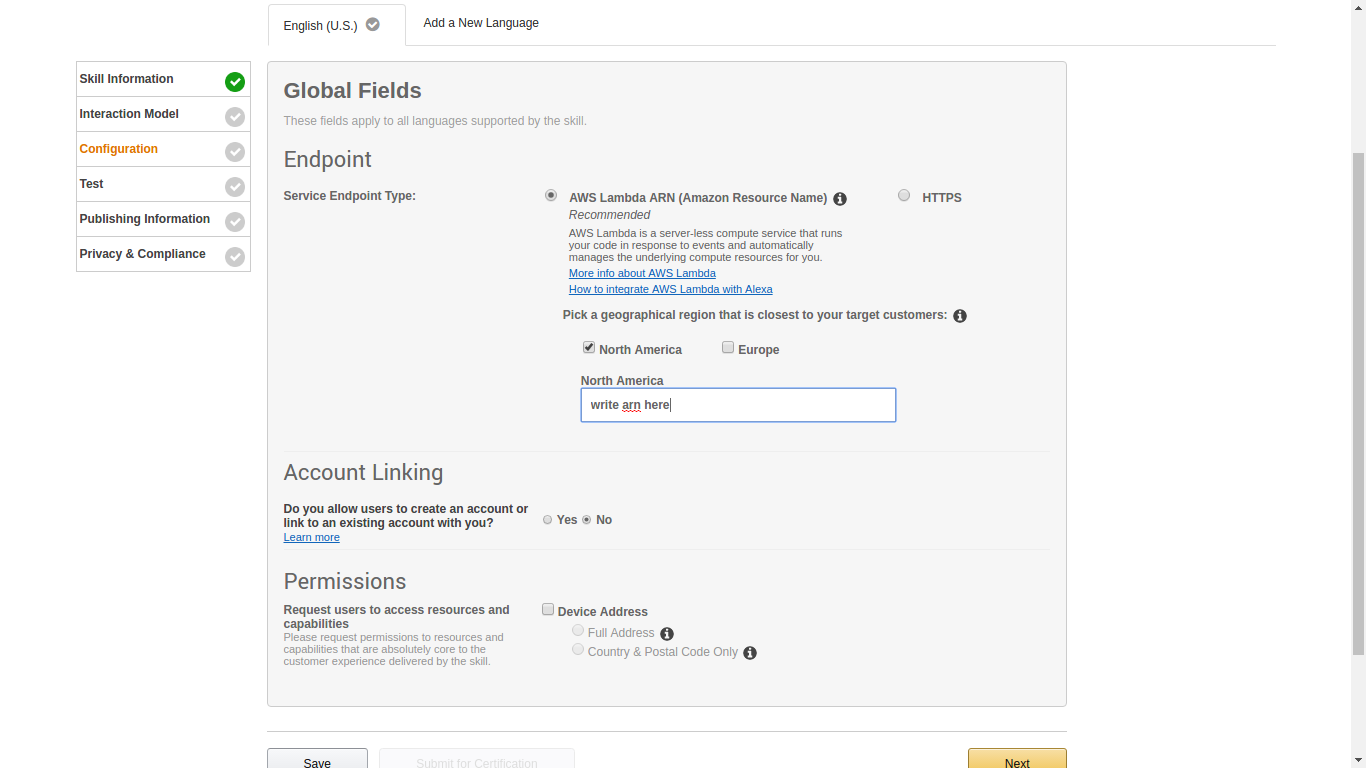 English (U.S.)
Add a New Language
Skill Information
Interaction Model
Configuration
Test
Publishing Information
Privacy & Compliance
Global Fields
These fields apply to all languages supported by the skill.
Endpoint
Service Endpoint Type:
AWS Lambda ARN (Amazon Resource Name)
HTTPS
Recommended
AWS Lambda is a server-less compute service that runs
your code in response to events and automatically
manages the underlying compute resources for you.
More info about AWS Lambda
How to integrate AWS Lambda with Alexa
Pick a geographical region that is closest to your target customers:
North America
Europe
North America
write arn here
Account Linking
Do you allow users to create an account or
link to an existing account with you?
Learn more
Yes
No
Permissions
Request users to access resources and
capabilities
Please request permissions to resources and
capabilities that are absolutely core to the
customer experience delivered by the skill.
Device Address
Full Address
Country & Postal Code Only
Save
Submit for Certification
Next